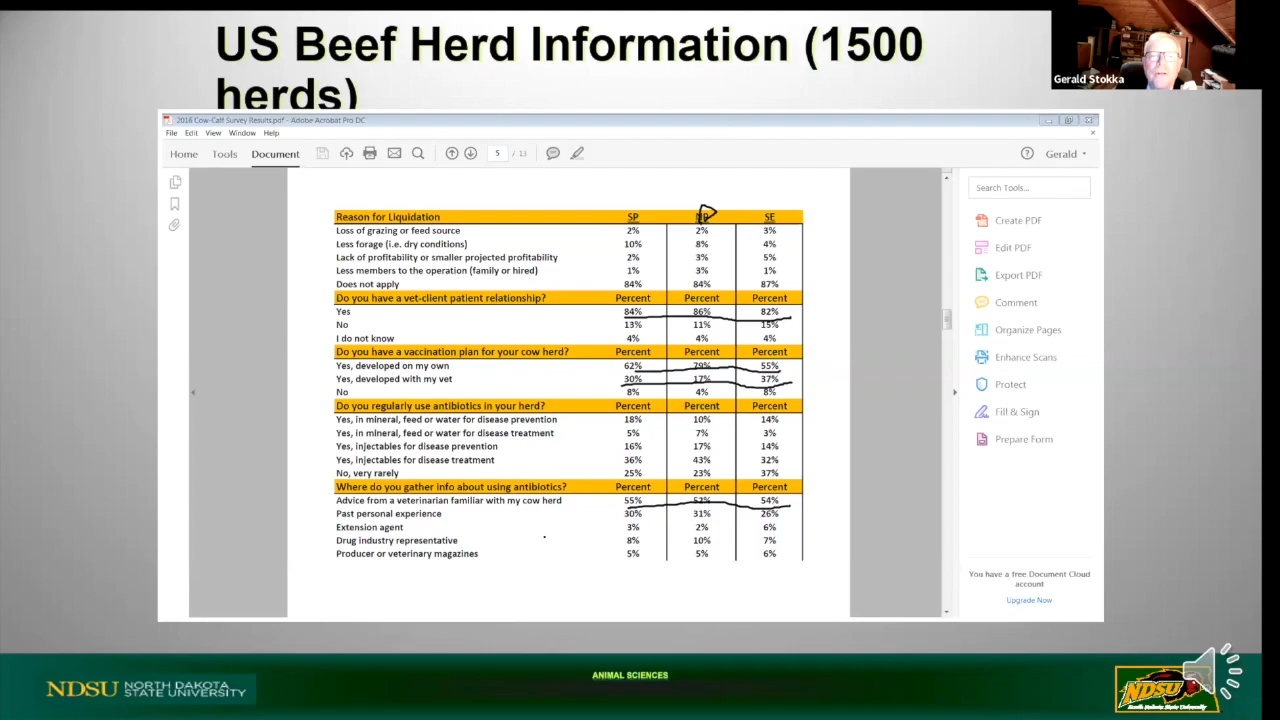 US Beef Herd Information (1500
herds)
Gerald Stokka
2016 Cow-Calf Survey Results.pdf - Adobe Acrobat Pro DC
File Edit View Window Help
Home Tools Document 5 / 13 Gerald
Search Tools...
Create PDF
Edit PDF
Export PDF
Comment
Organize Pages
Enhance Scans
Protect
Fill & Sign
Prepare Form
You have a free Document Cloud
account
Upgrade Now
Reason for Liquidation SP NP SE
Loss of grazing or feed source 2% 2% 3%
Less forage (i.e. dry conditions) 10% 8% 4%
Lack of profitability or smaller projected profitability 2% 3% 5%
Less members to the operation (family or hired) 1% 3% 1%
Does not apply 84% 84% 87%
Do you have a vet-client patient relationship? Percent Percent Percent
Yes 84% 86% 82%
No 13% 11% 15%
I do not know 4% 4% 4%
Do you have a vaccination plan for your cow herd? Percent Percent Percent
Yes, developed on my own 62% 79% 55%
Yes, developed with my vet 30% 17% 37%
No 8% 4% 8%
Do you regularly use antibiotics in your herd? Percent Percent Percent
Yes, in mineral, feed or water for disease prevention 18% 10% 14%
Yes, in mineral, feed or water for disease treatment 5% 7% 3%
Yes, injectables for disease prevention 16% 17% 14%
Yes, injectables for disease treatment 36% 43% 32%
No, very rarely 25% 23% 37%
Where do you gather info about using antibiotics? Percent Percent Percent
Advice from a veterinarian familiar with my cow herd 55% 52% 54%
Past personal experience 30% 31% 26%
Extension agent 3% 2% 6%
Drug industry representative 8% 10% 7%
Producer or veterinary magazines 5% 5% 6%
NDSU NORTH DAKOTA
STATE UNIVERSITY
ANIMAL SCIENCES
NDSU
North Dakota State University